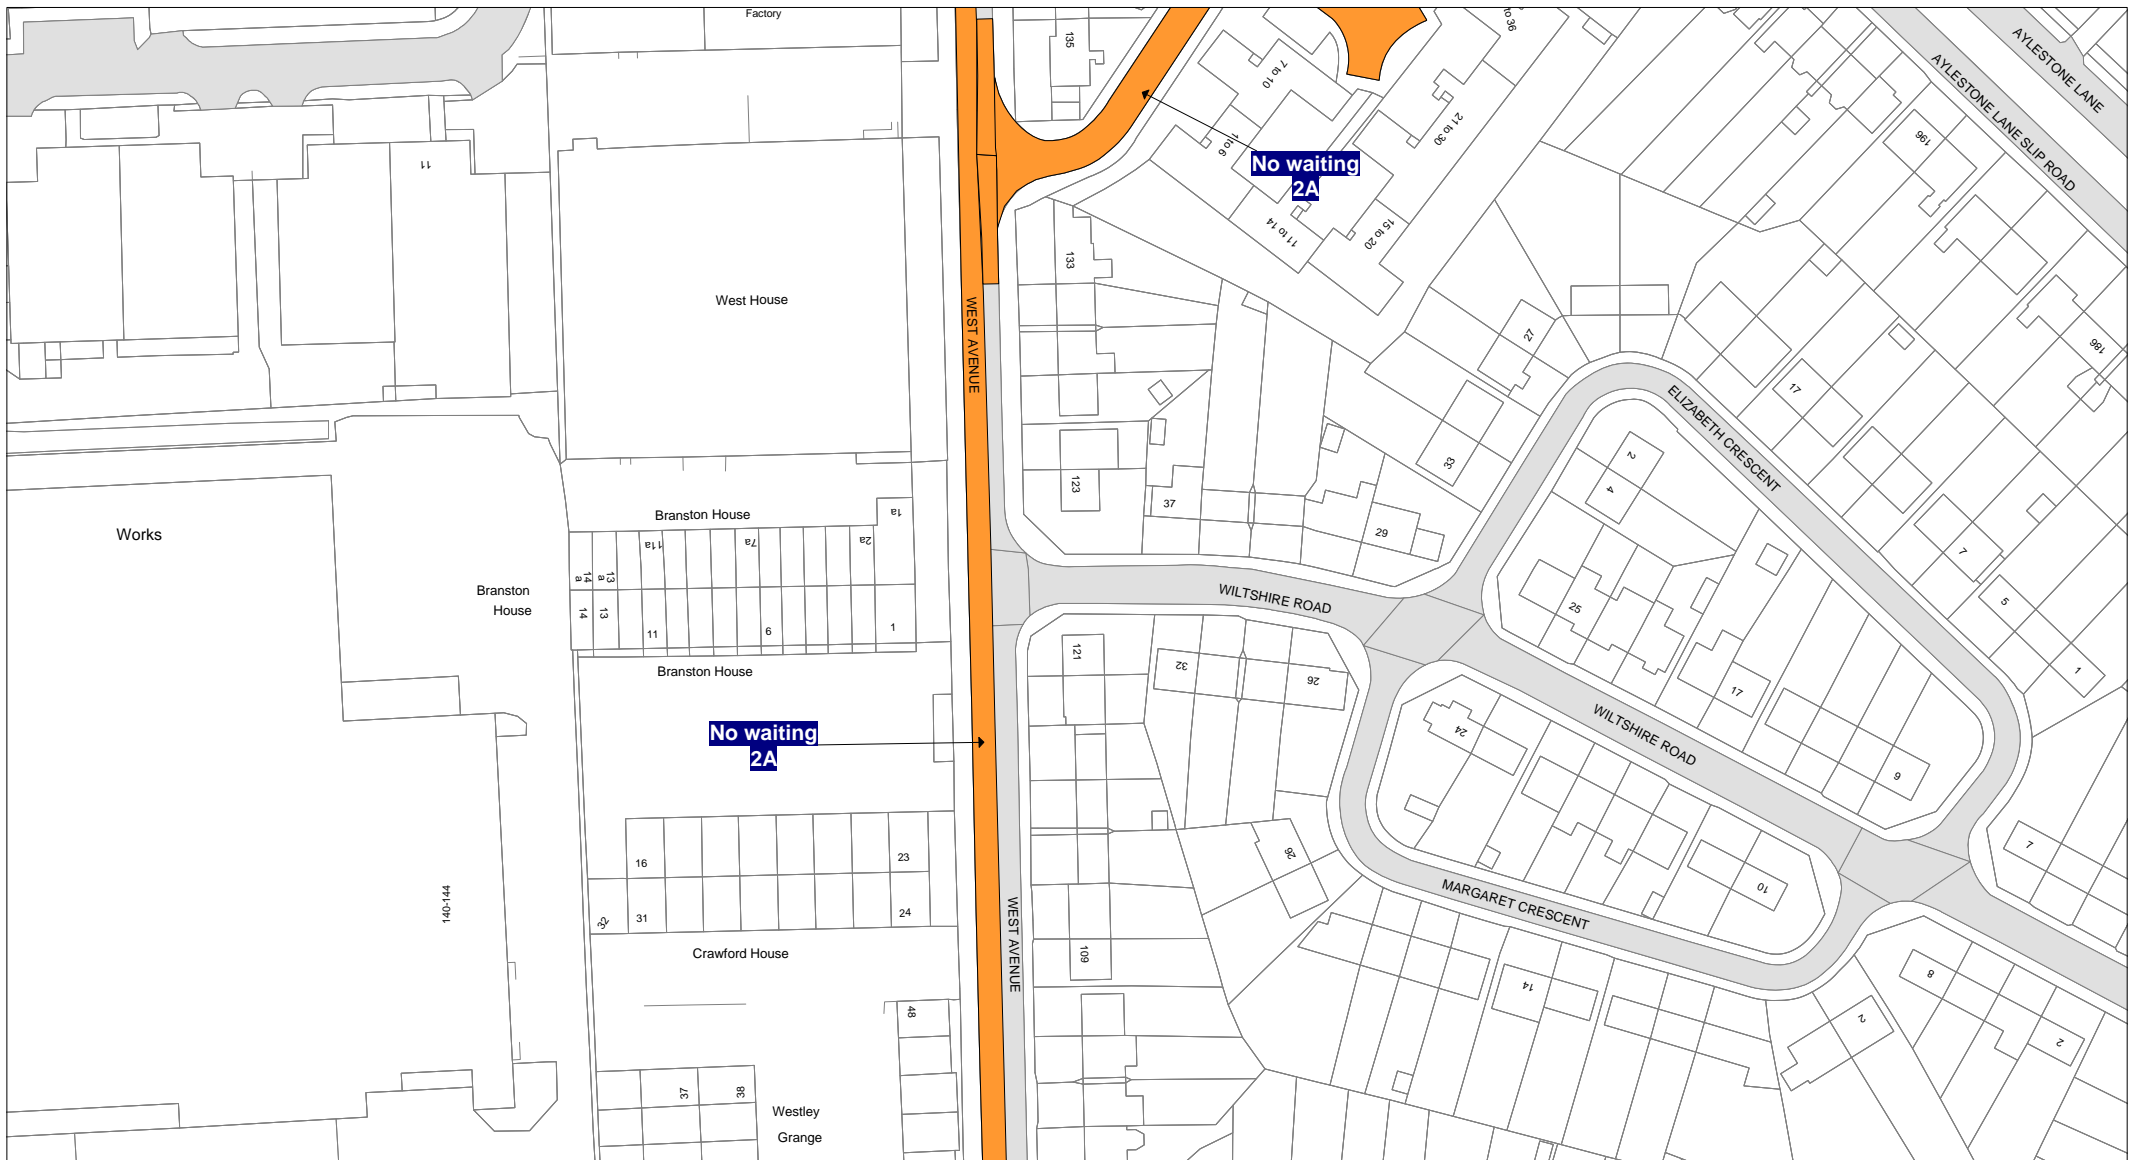 Factory
135
7 to 10
to 36
AYLESTONE LANE
AYLESTONE LANE SLIP ROAD
196
21 to 30
1 to 6
No waiting
2A
11
11 to 14
15 to 20
133
West House
WEST AVENUE
27
186
17
ELIZABETH CRESCENT
33
2
4
123
37
29
Works
Branston House
1a
11a
7a
2a
14
a
13
a
7
Branston
House
14
13
11
6
1
WILTSHIRE ROAD
25
5
1
121
32
26
17
Branston House
No waiting
2A
24
WILTSHIRE ROAD
9
16
23
26
7
10
MARGARET CRESCENT
140-144
32
31
24
WEST AVENUE
Crawford House
109
14
8
2
2
48
37
38
Westley
Grange